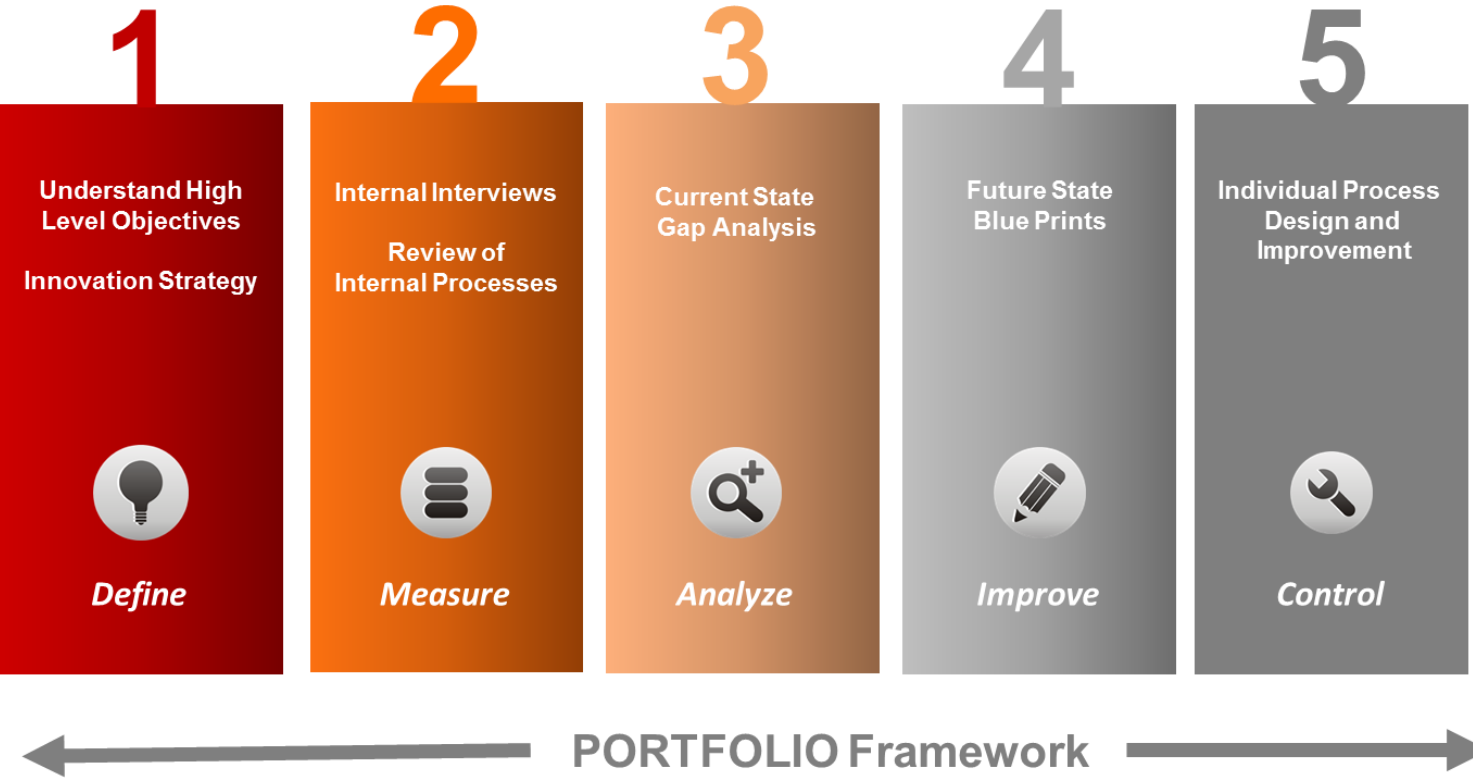 1
Understand High
Level Objectives
Innovation Strategy
Define
2
Internal Interviews
Review of
Internal Processes
Measure
3
Current State
Gap Analysis
Analyze
4
Future State
Blue Prints
Improve
5
Individual Process
Design and
Improvement
Control
PORTFOLIO Framework